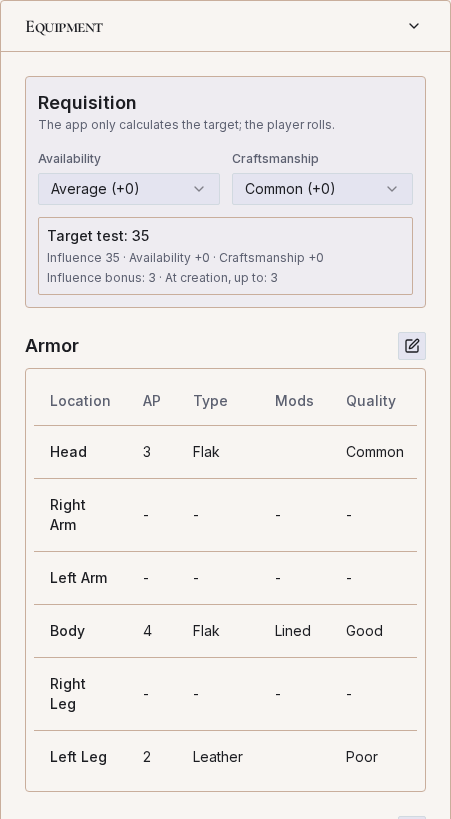 Equipment
Requisition
The app only calculates the target; the player rolls.
Availability Craftsmanship
Average (+0) Common (+0)
Target test: 35
Influence 35 · Availability +0 · Craftsmanship +0
Influence bonus: 3 · At creation, up to: 3
Armor
Location AP Type Mods Quality
Head 3 Flak Common
Right
Arm - - - -
Left Arm - - - -
Body 4 Flak Lined Good
Right
Leg - - - -
Left Leg 2 Leather Poor